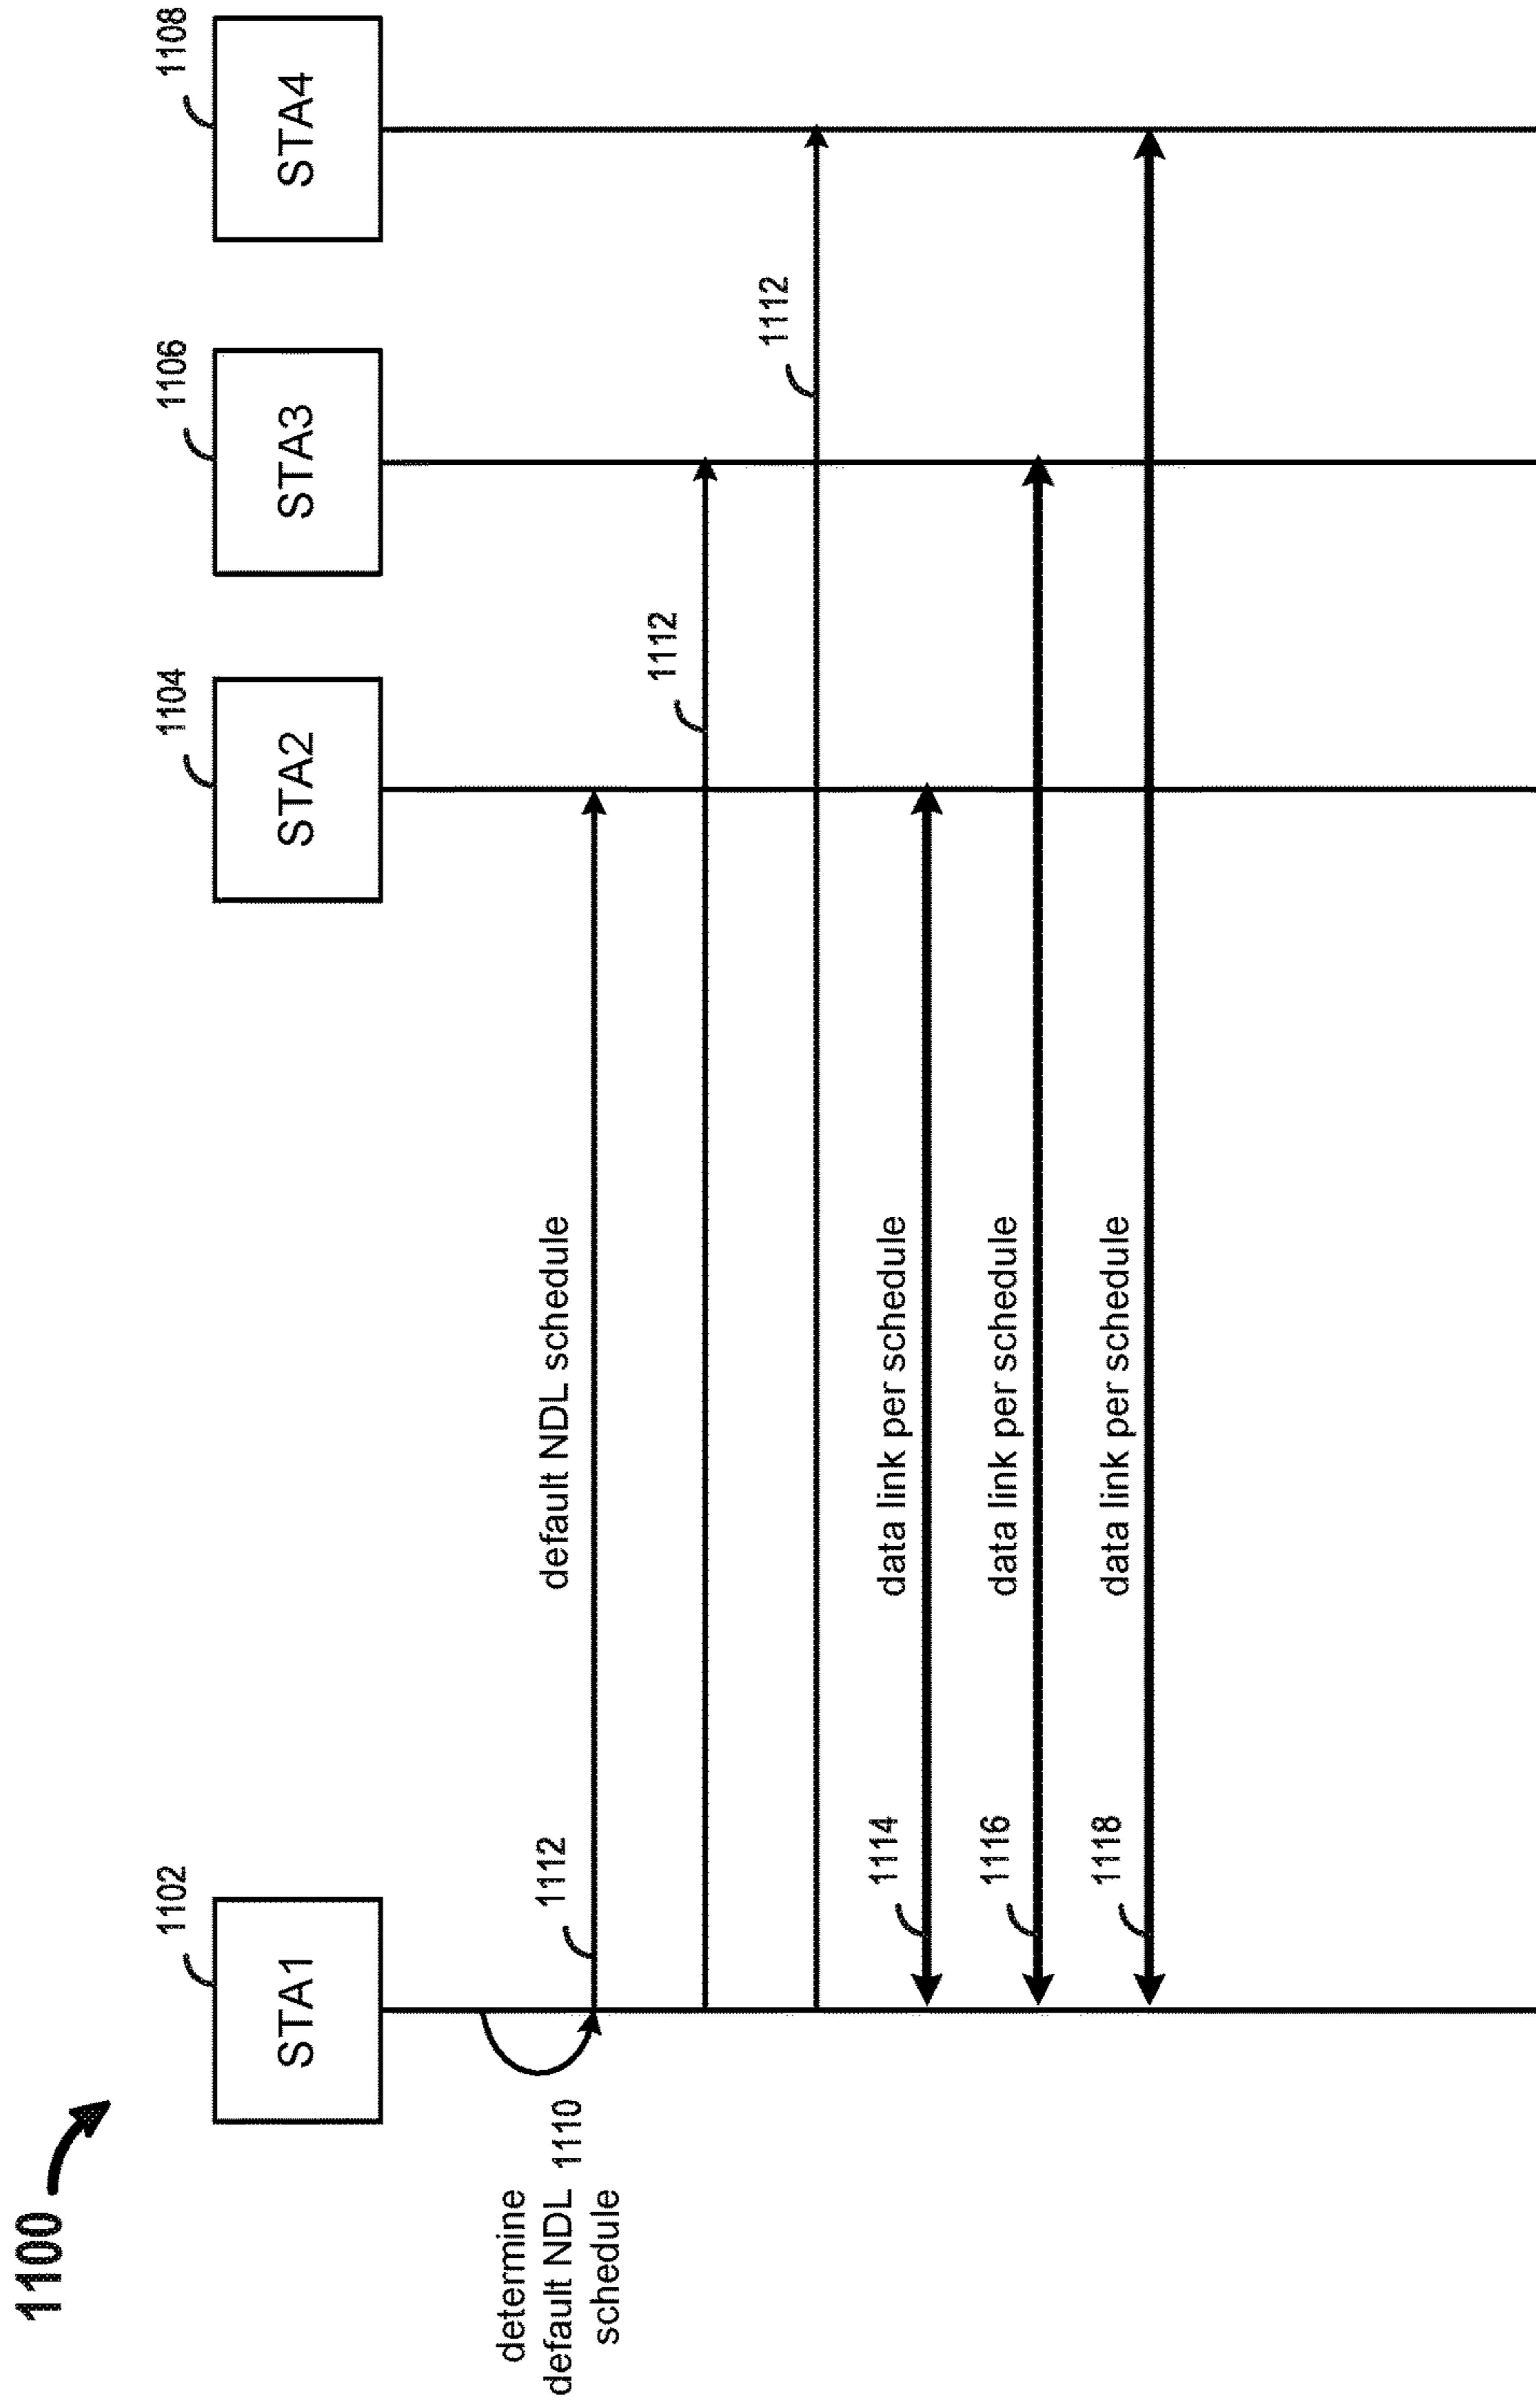 1100
1102
STA1
1104
STA2
1106
STA3
1108
STA4
determine
default NDL 1110
schedule
1112
default NDL schedule
1112
1112
1114
data link per schedule
1116
data link per schedule
1118
data link per schedule